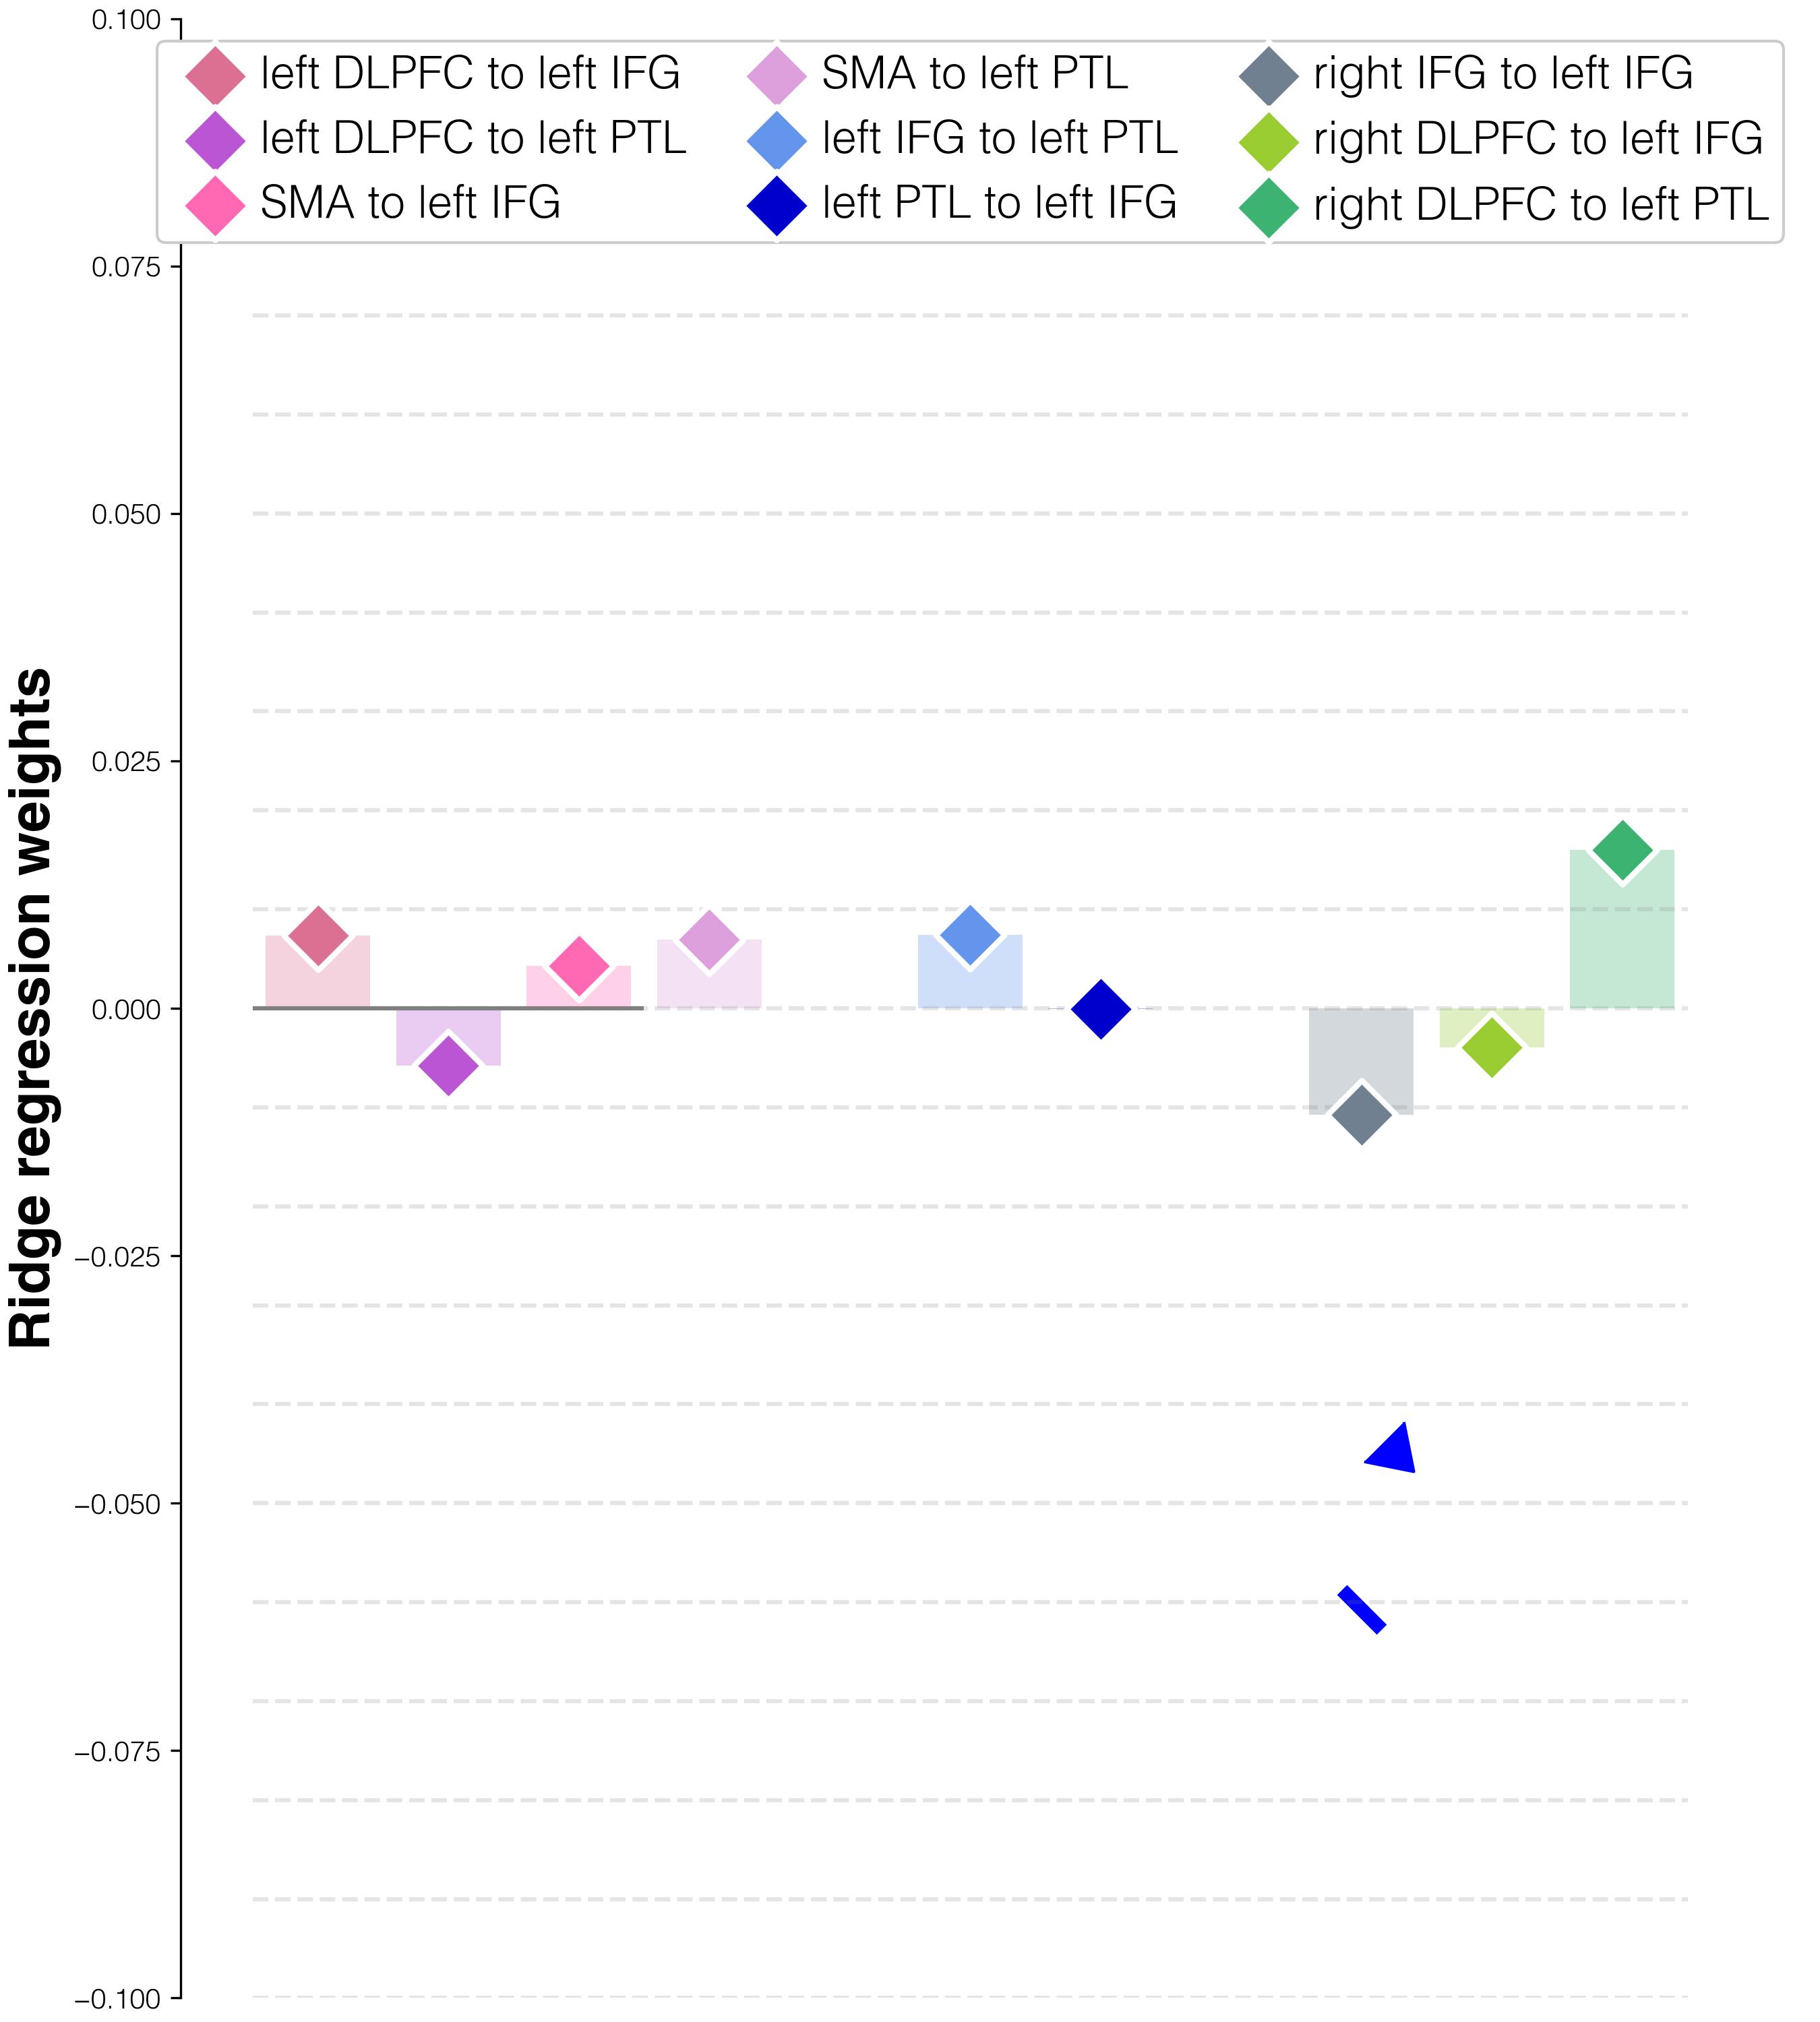 0.100
left DLPFC to left IFG
left DLPFC to left PTL
SMA to left IFG
SMA to left PTL
left IFG to left PTL
left PTL to left IFG
right IFG to left IFG
right DLPFC to left IFG
right DLPFC to left PTL
0.075
0.050
0.025
0.000
−0.025
−0.050
−0.075
−0.100
Ridge regression weights